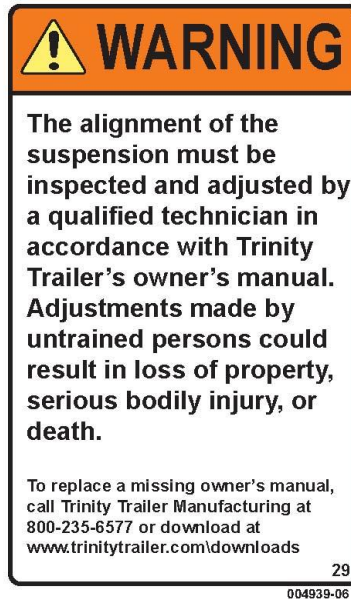 WARNING
The alignment of the
suspension must be
inspected and adjusted by
a qualified technician in
accordance with Trinity
Trailer's owner's manual.
Adjustments made by
untrained persons could
result in loss of property,
serious bodily injury, or
death.
To replace a missing owner's manual,
call Trinity Trailer Manufacturing at
800-235-6577 or download at
www.trinitytrailer.com\downloads
29
004939-06